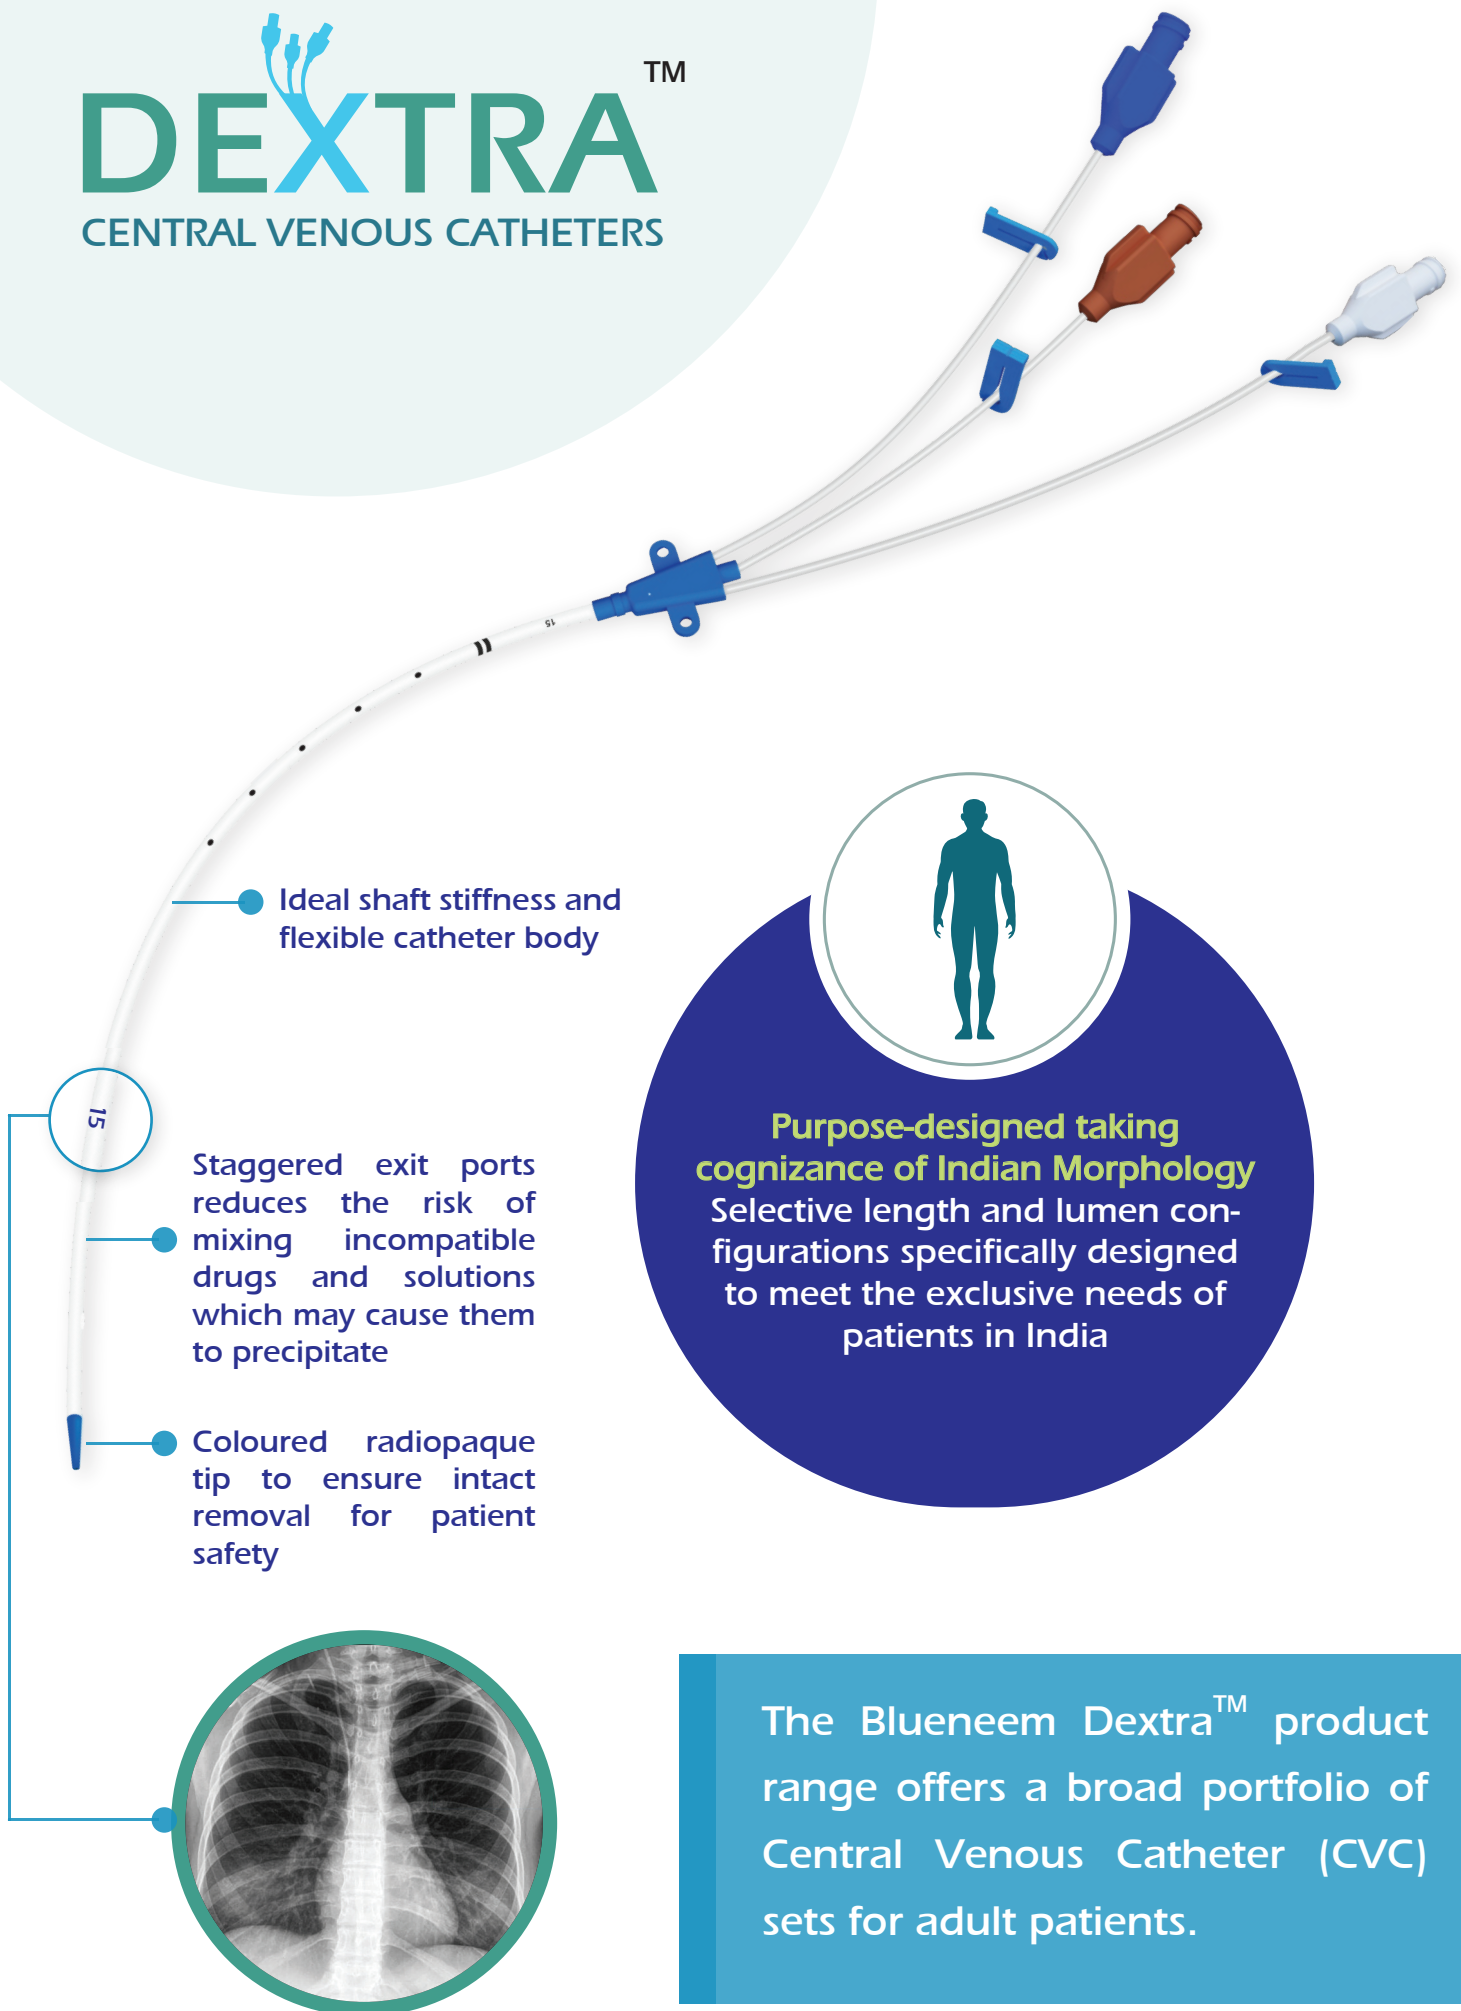 DEXTRA™
CENTRAL VENOUS CATHETERS
15
Ideal shaft stiffness and
flexible catheter body
15
Staggered exit ports
reduces the risk of
mixing incompatible
drugs and solutions
which may cause them
to precipitate
Coloured radiopaque
tip to ensure intact
removal for patient
safety
Purpose-designed taking
cognizance of Indian Morphology
Selective length and lumen con-
figurations specifically designed
to meet the exclusive needs of
patients in India
The Blueneem Dextra™ product
range offers a broad portfolio of
Central Venous Catheter (CVC)
sets for adult patients.